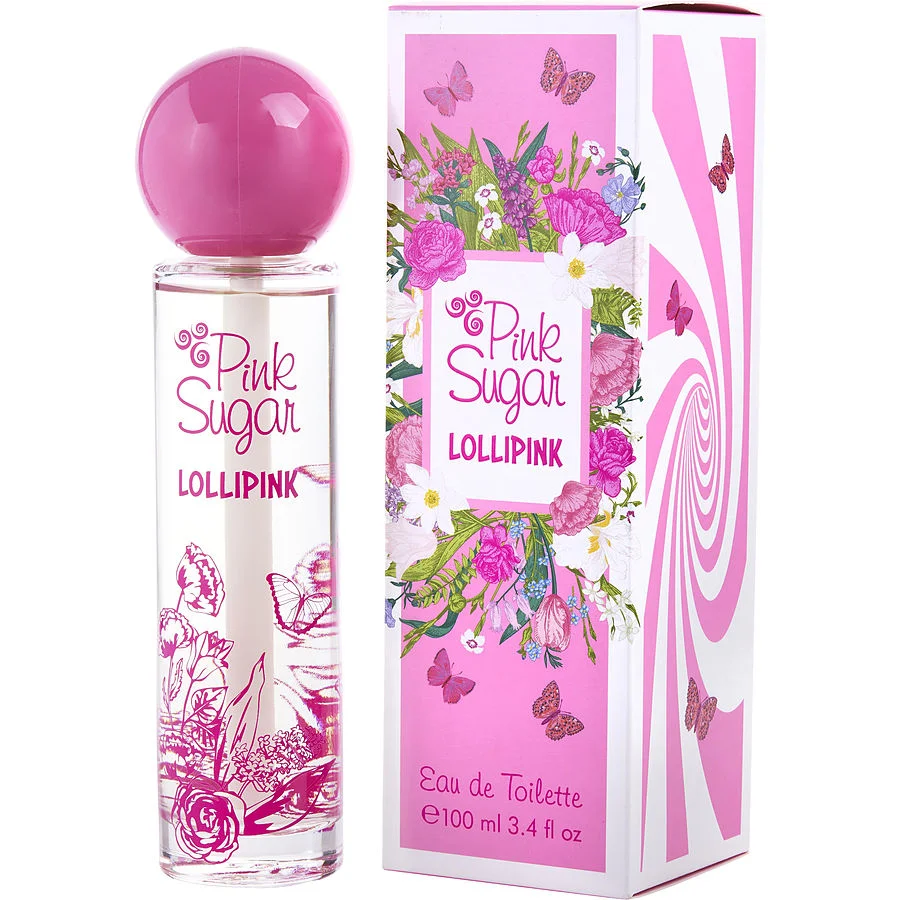 Pink
Sugar
LOLLIPINK
Pink
Sugar
LOLLIPINK
Eau de Toilette
℮100 ml 3.4 fl oz